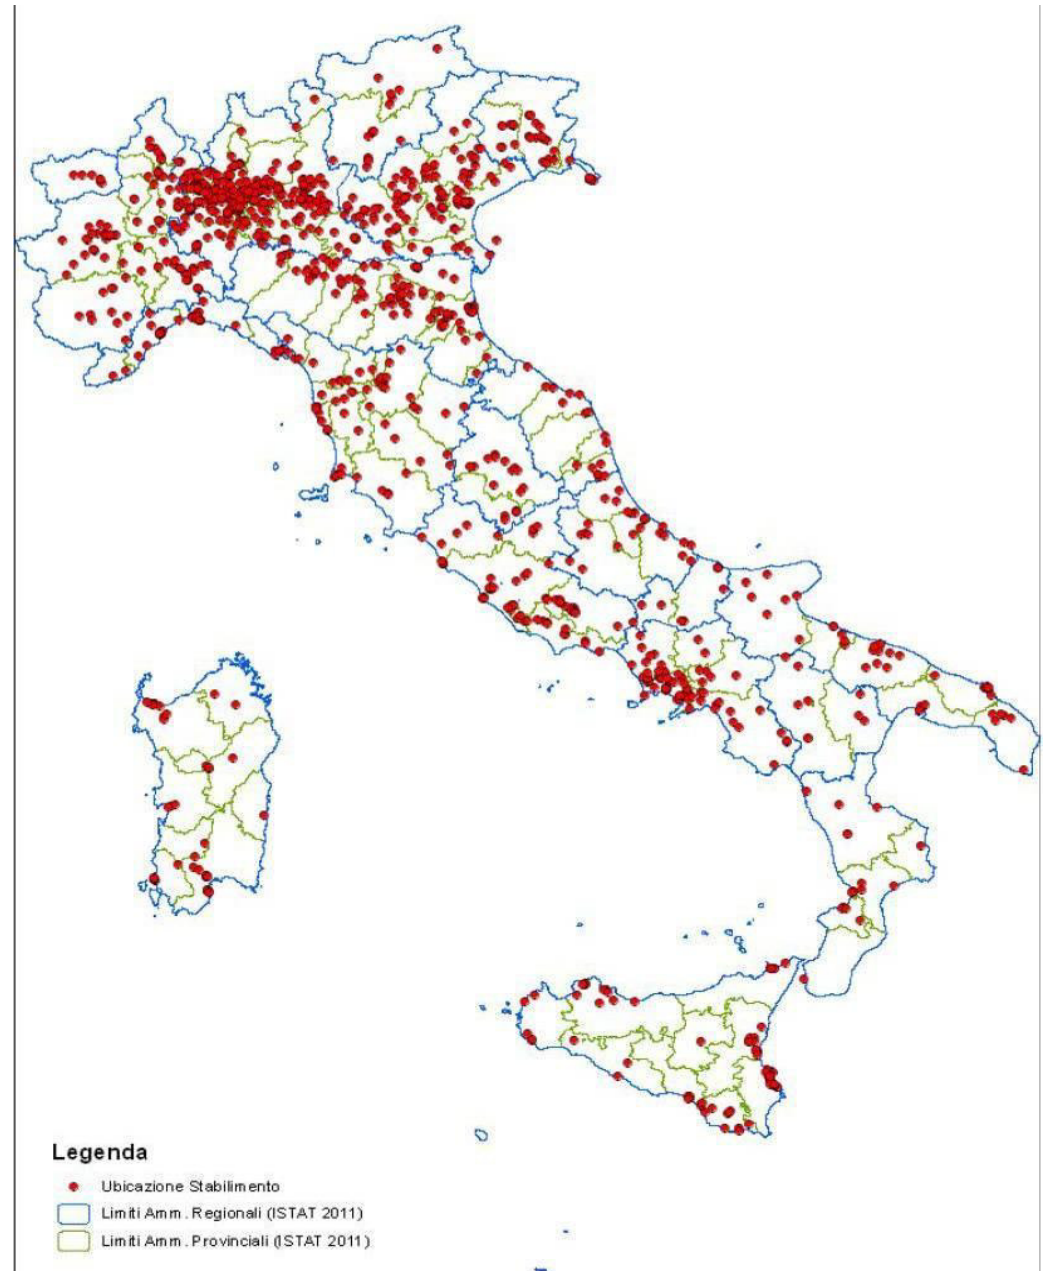 Legenda
Ubicazione Stabilimento
Limiti Amm. Regionali (ISTAT 2011)
Limiti Amm. Provinciali (ISTAT 2011)